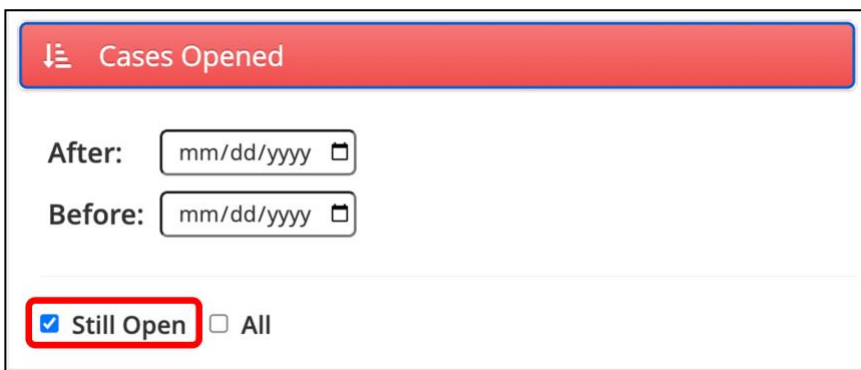 Cases Opened
After: mm/dd/yyyy
Before: mm/dd/yyyy
Still Open All